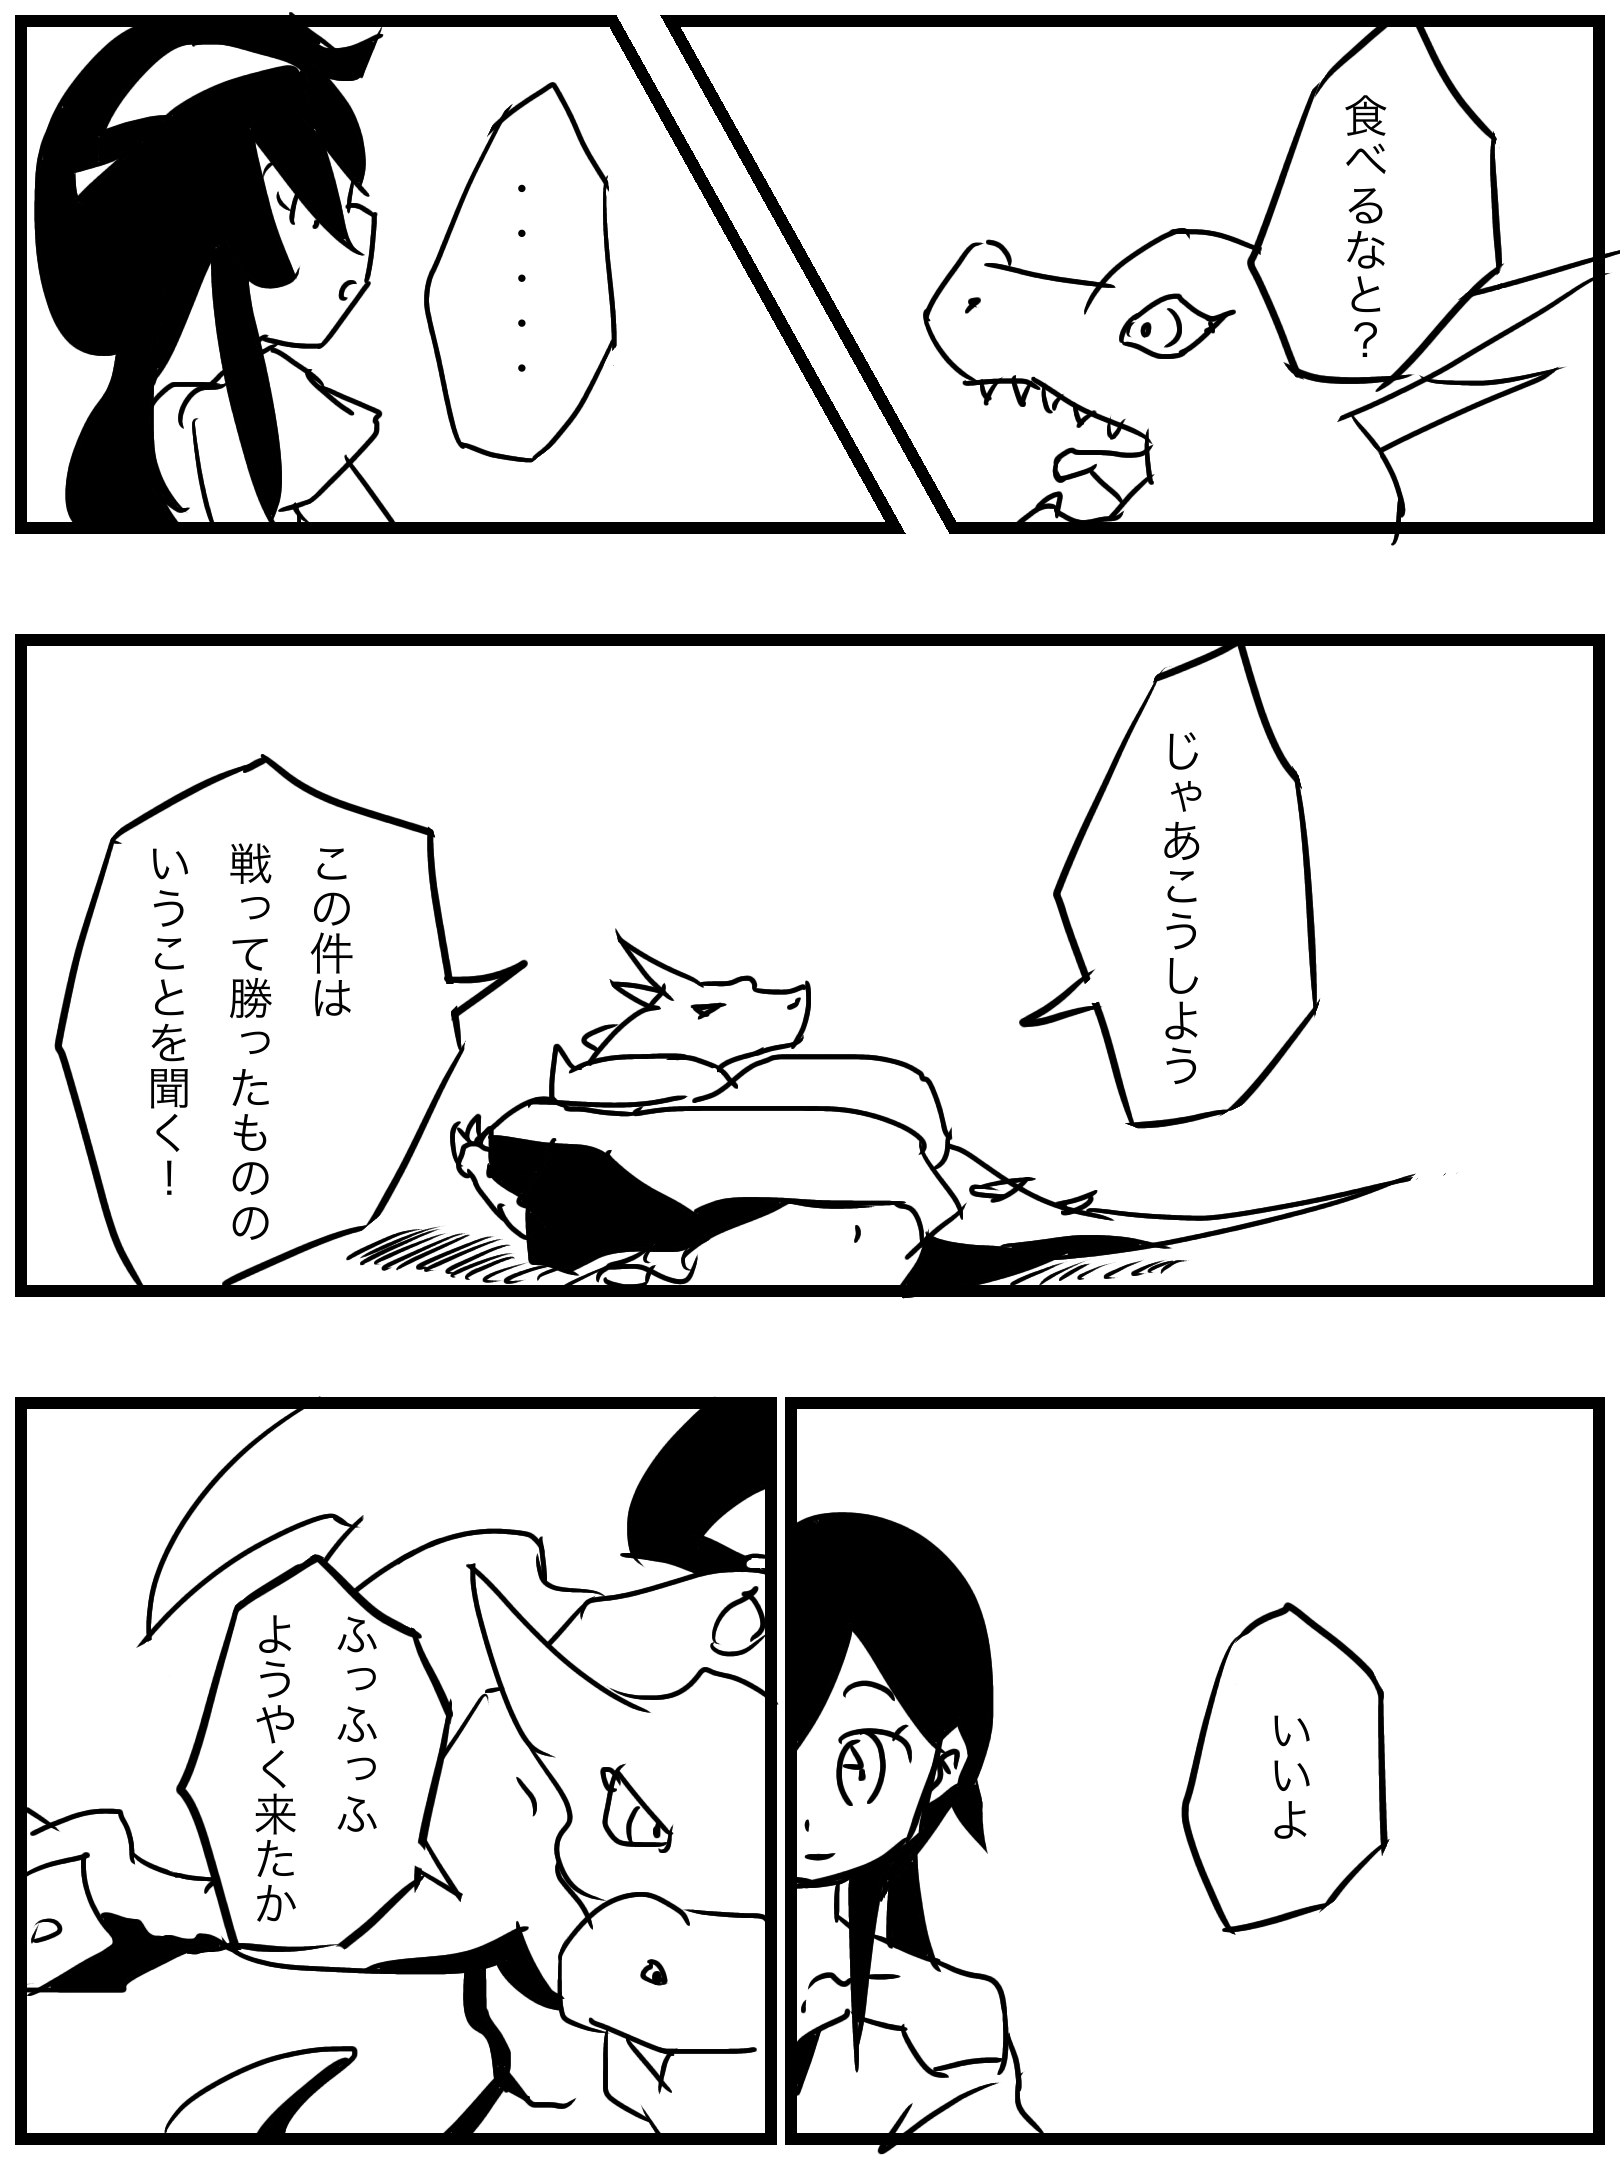 食べるなと？
・・・・・
じゃあこうしよう
この件は
戦って勝ったものの
いうことを聞く！
いいよ
ふっふっふ
ようやく来たか